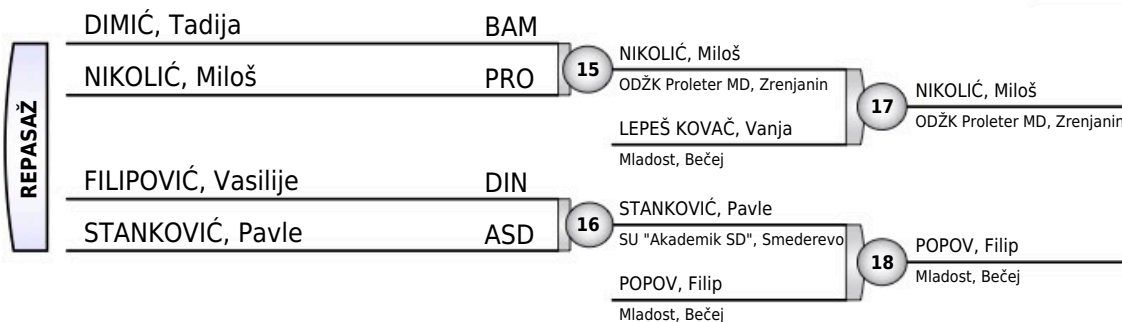 REPASAŽ
DIMIĆ, Tadija BAM
NIKOLIĆ, Miloš PRO
FILIPOVIĆ, Vasilije DIN
STANKOVIĆ, Pavle ASD
15
NIKOLIĆ, Miloš
ODŽK Proleter MD, Zrenjanin
LEPEŠ KOVAČ, Vanja
Mladost, Bečej
16
STANKOVIĆ, Pavle
SU "Akademik SD", Smederevo
POPOV, Filip
Mladost, Bečej
17
NIKOLIĆ, Miloš
ODŽK Proleter MD, Zrenjanin
18
POPOV, Filip
Mladost, Bečej